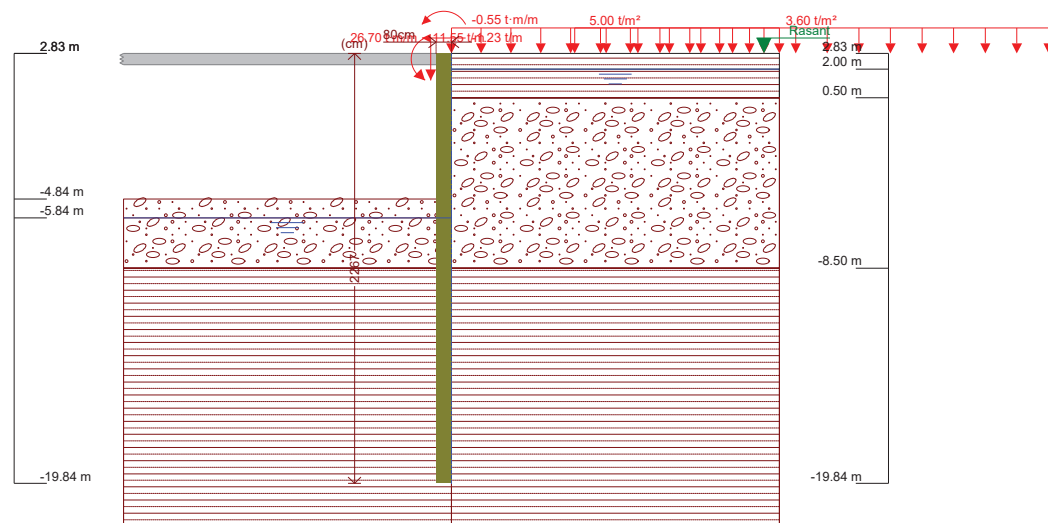 -0.55 t·m/m
5.00 t/m²
3.60 t/m²
80cm
26.70 t·m/m
-11.55 t/m
1.23 t/m
Rasant
(cm)
2.83 m
2.83 m
2.00 m
0.50 m
-4.84 m
-5.84 m
-8.50 m
2267
-19.84 m
-19.84 m